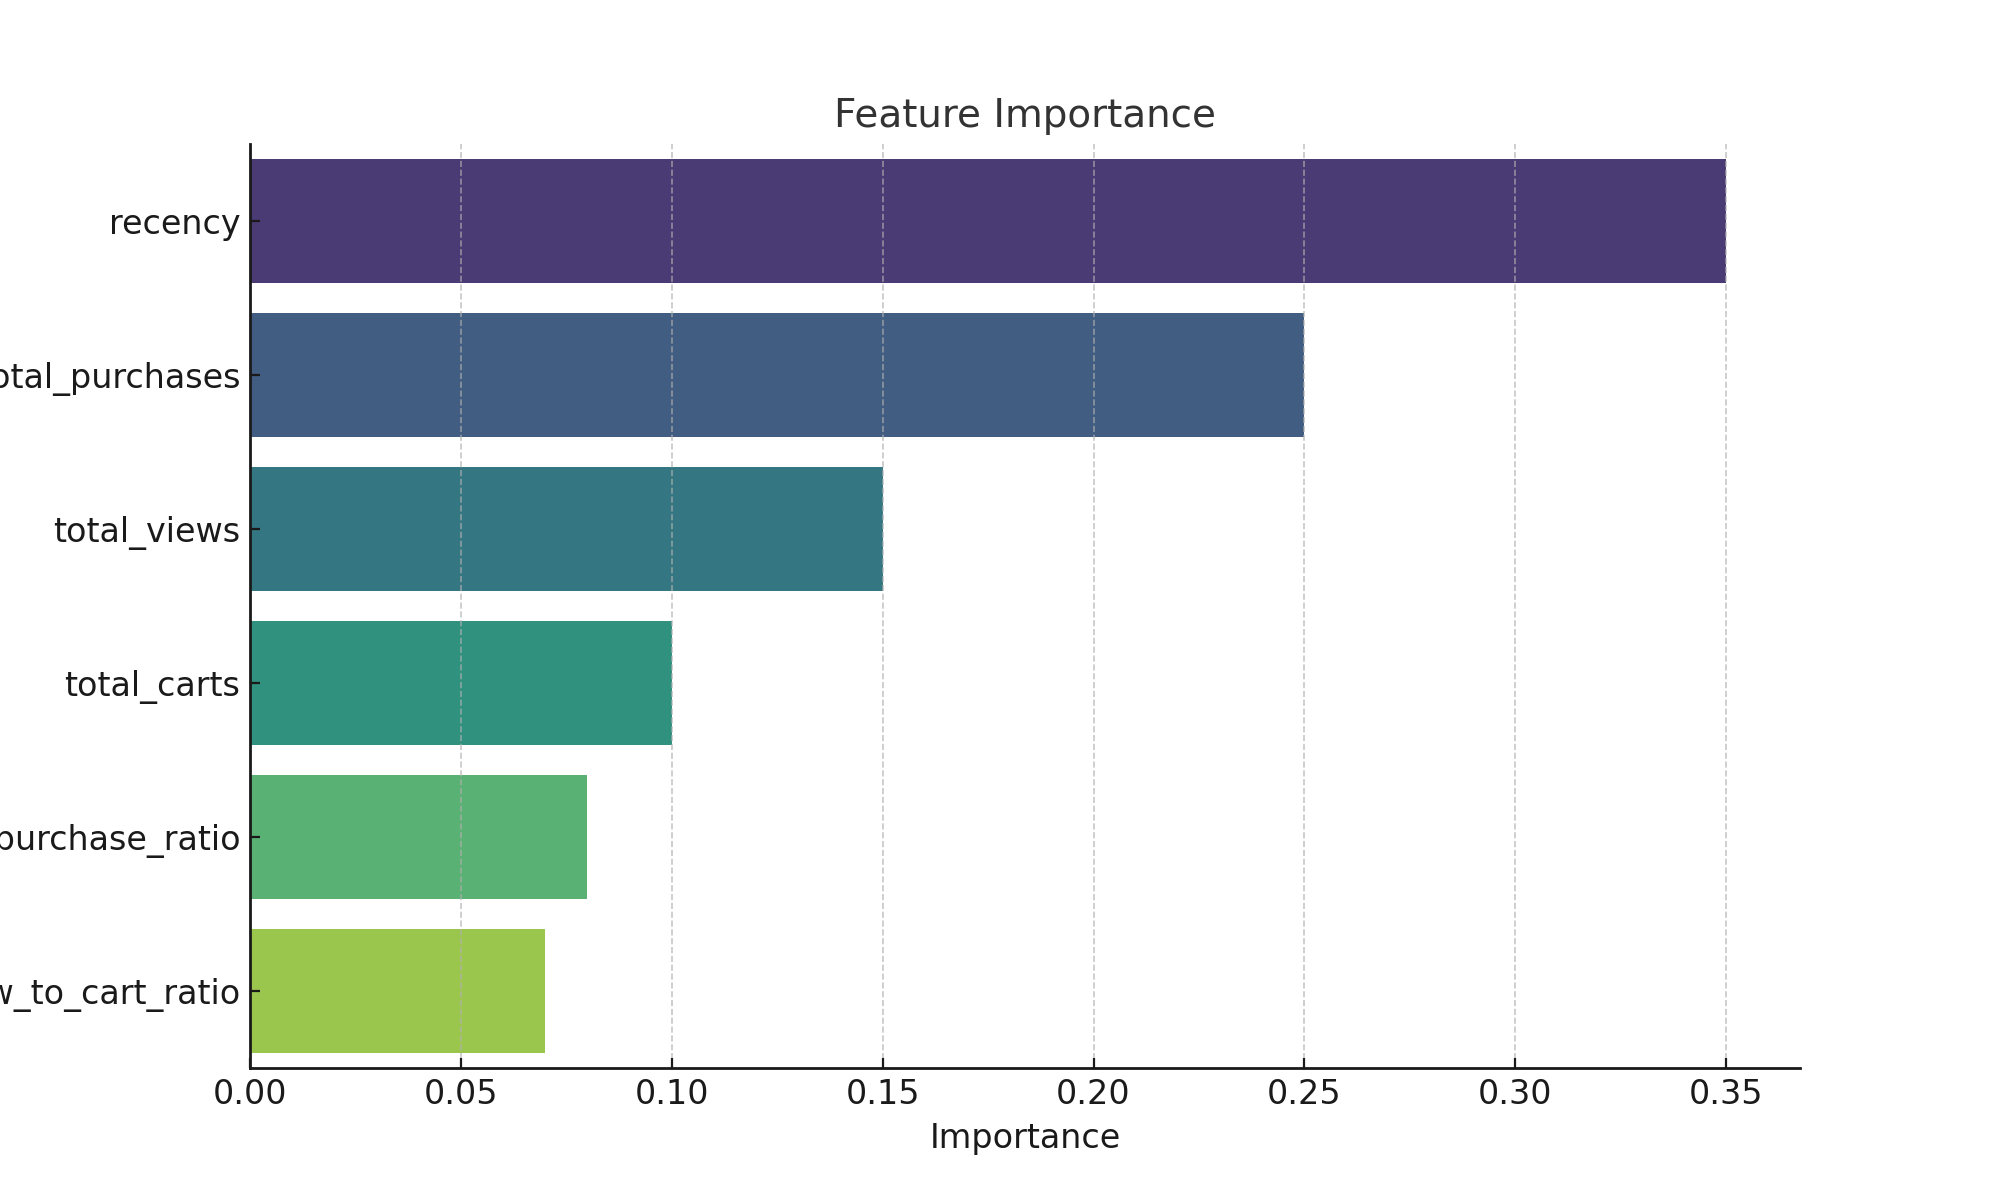 Feature Importance
recency
otal_purchases
total_views
total_carts
purchase_ratio
w_to_cart_ratio
0.00 0.05 0.10 0.15 0.20 0.25 0.30 0.35
Importance